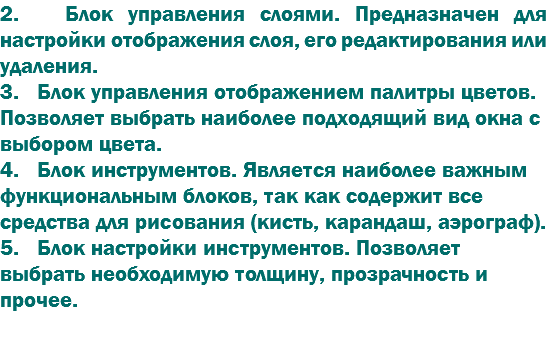 2. Блок управления слоями. Предназначен для
настройки отображения слоя, его редактирования или
удаления.
3. Блок управления отображением палитры цветов.
Позволяет выбрать наиболее подходящий вид окна с
выбором цвета.
4. Блок инструментов. Является наиболее важным
функциональным блоков, так как содержит все
средства для рисования (кисть, карандаш, аэрограф).
5. Блок настройки инструментов. Позволяет
выбрать необходимую толщину, прозрачность и
прочее.